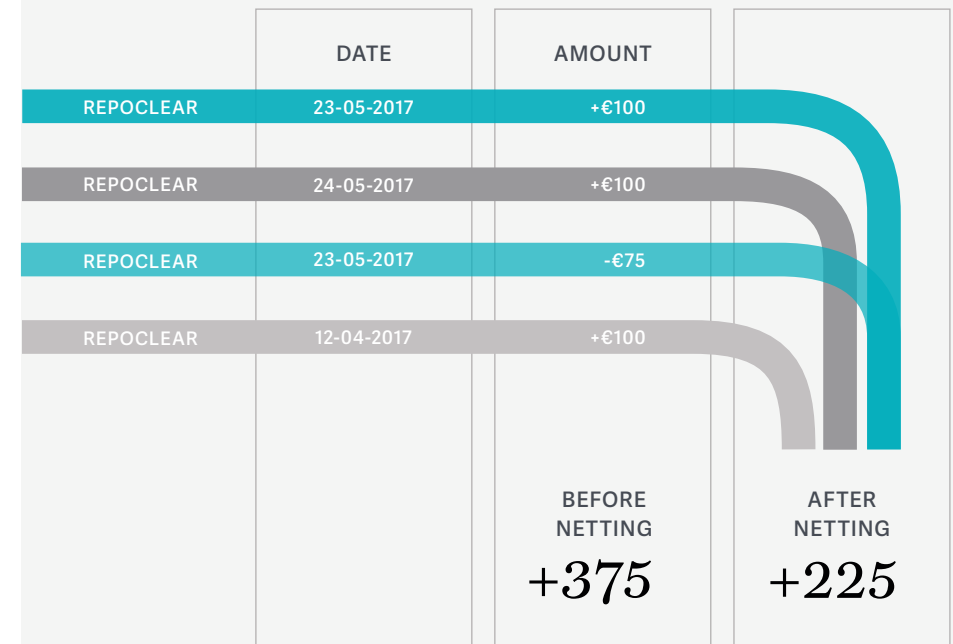 DATE AMOUNT
REPOCLEAR 23-05-2017 +€100
REPOCLEAR 24-05-2017 +€100
REPOCLEAR 23-05-2017 -€75
REPOCLEAR 12-04-2017 +€100
BEFORE
NETTING
+375
AFTER
NETTING
+225